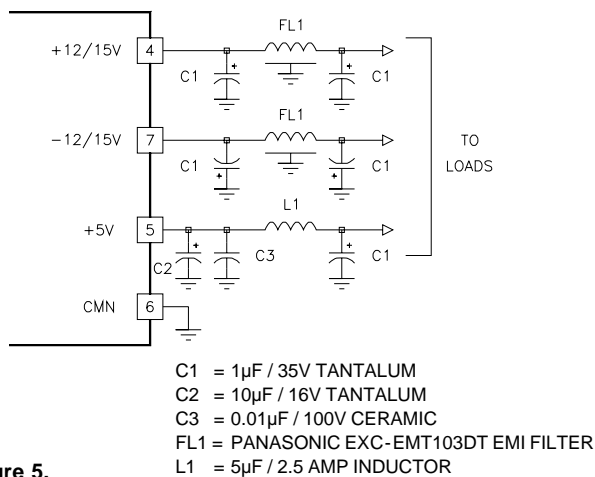 FL1
+12/15V 4
+ +
C1 C1
FL1
-12/15V 7
C1 C1
+ +
TO
LOADS
L1
+5V 5
+ +
C2 C3 C1
CMN 6
C1 = 1µF / 35V TANTALUM
C2 = 10µF / 16V TANTALUM
C3 = 0.01µF / 100V CERAMIC
FL1 = PANASONIC EXC-EMT103DT EMI FILTER
L1 = 5µF / 2.5 AMP INDUCTOR
re 5.